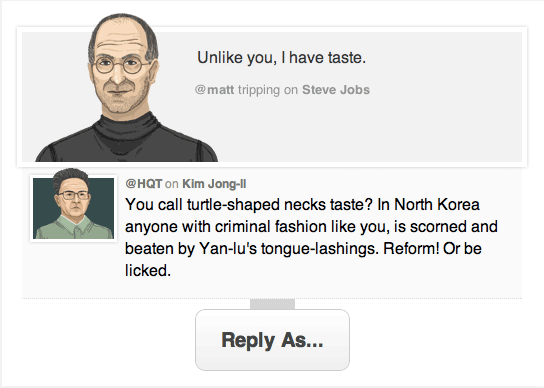 Unlike you, I have taste.
@matt tripping on Steve Jobs
@HQT on Kim Jong-Il
You call turtle-shaped necks taste? In North Korea
anyone with criminal fashion like you, is scorned and
beaten by Yan-lu's tongue-lashings. Reform! Or be
licked.
Reply As...